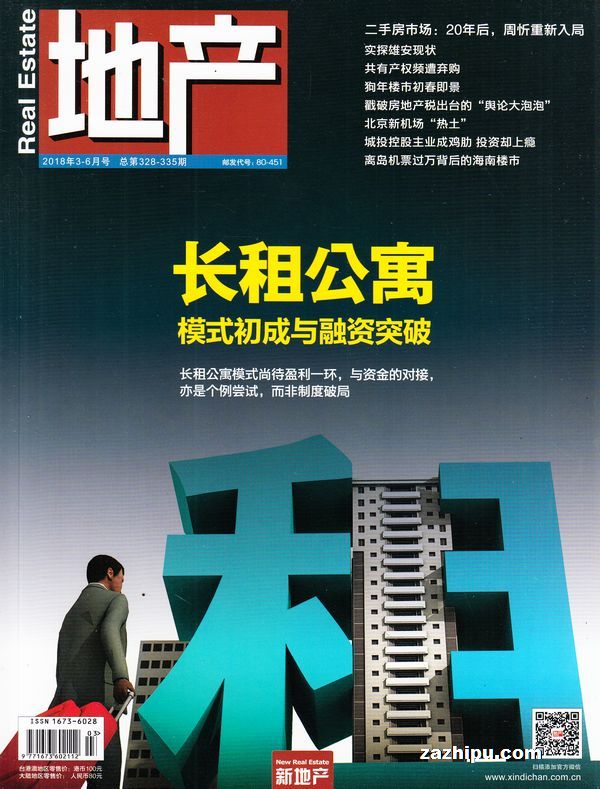 Real Estate
地产
2018年3-6月号 总第328-335期 邮发代号: 80-451
二手房市场：20年后，周忻重新入局
实探雄安现状
共有产权频遭弃购
狗年楼市初春即景
戳破房地产税出台的“舆论大泡泡”
北京新机场“热土”
城投控股主业成鸡肋 投资却上瘾
离岛机票过万背后的海南楼市
长租公寓
模式初成与融资突破
长租公寓模式尚待盈利一环，与资金的对接，
亦是个例尝试，而非制度破局
租
ISSN 1673-6028
03
9 771673 602112
台港澳地区零售价：港币100元
大陆地区零售价： 人民币80元
New Real Estate
新地产
zazhipu.com
扫描添加官方微信
www.xindichan.com.cn